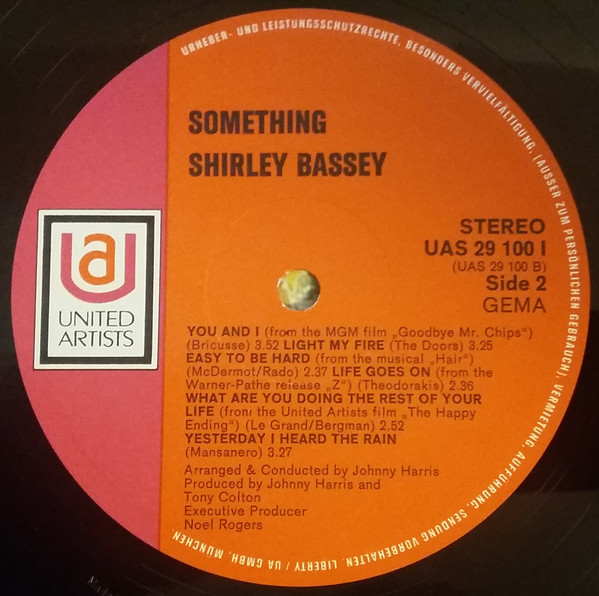 URHEBER- UND LEISTUNGSSCHUTZRECHTE, BESONDERS VERVIELFÄLTIGUNG, (AUSSER ZUM PERSÖNLICHEN GEBRAUCH), VERMIETUNG, AUFFÜHRUNG, SENDUNG VORBEHALTEN. LIBERTY / UA GMBH, MÜNCHEN.
SOMETHING
SHIRLEY BASSEY
ua
UNITED
ARTISTS
STEREO
UAS 29 100 I
(UAS 29 100 B)
Side 2
GEMA
YOU AND I (from the MGM film „Goodbye Mr. Chips“)
(Bricusse) 3.52 LIGHT MY FIRE (The Doors) 3.25
EASY TO BE HARD (from the musical „Hair“)
(McDermot/Rado) 2.37 LIFE GOES ON (from the
Warner-Pathe release „Z“) (Theodorakis) 2.36
WHAT ARE YOU DOING THE REST OF YOUR
LIFE (from the United Artists film „The Happy
Ending“) (Le Grand/Bergman) 2.52
YESTERDAY I HEARD THE RAIN
(Mansanero) 3.27
Arranged & Conducted by Johnny Harris
Produced by Johnny Harris and
Tony Colton
Executive Producer
Noel Rogers